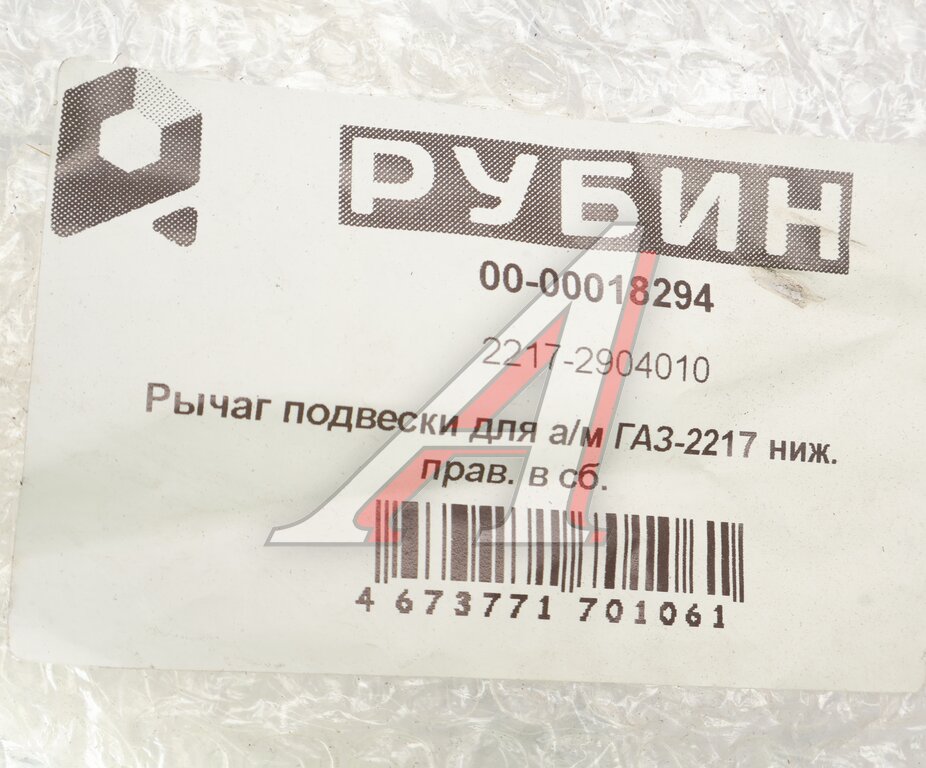 РУБИН
00-00018294
2217-2904010
Рычаг подвески для а/м ГАЗ-2217 ниж.
прав. в сб.
4 673771 701061